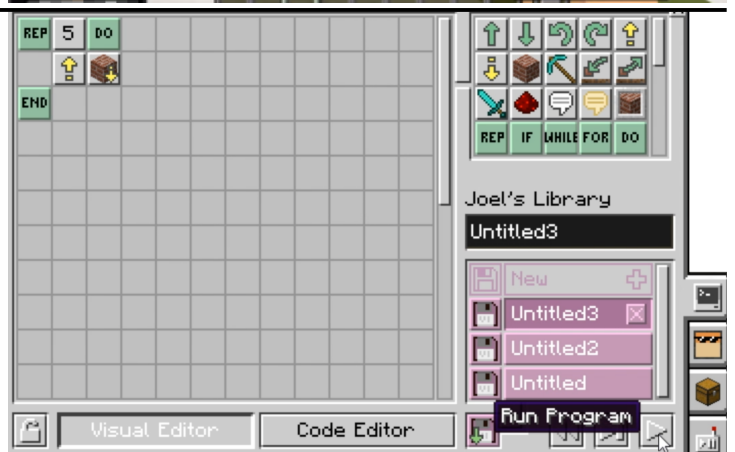 REP 5 DO
END
REP IF WHILE FOR DO
Joel's Library
Untitled3
New
Untitled3
Untitled2
Untitled
Run Program
Visual Editor
Code Editor